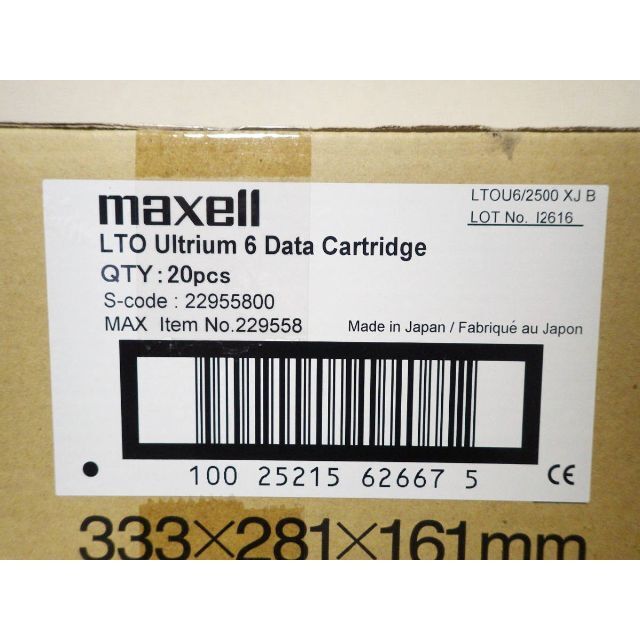 maxell
LTOU6/2500 XJ B
LOT No. I2616
LTO Ultrium 6 Data Cartridge
QTY : 20pcs
S-code : 22955800
MAX Item No.229558
Made in Japan / Fabriqué au Japon
100 25215 62667 5
CE
333×281×161mm